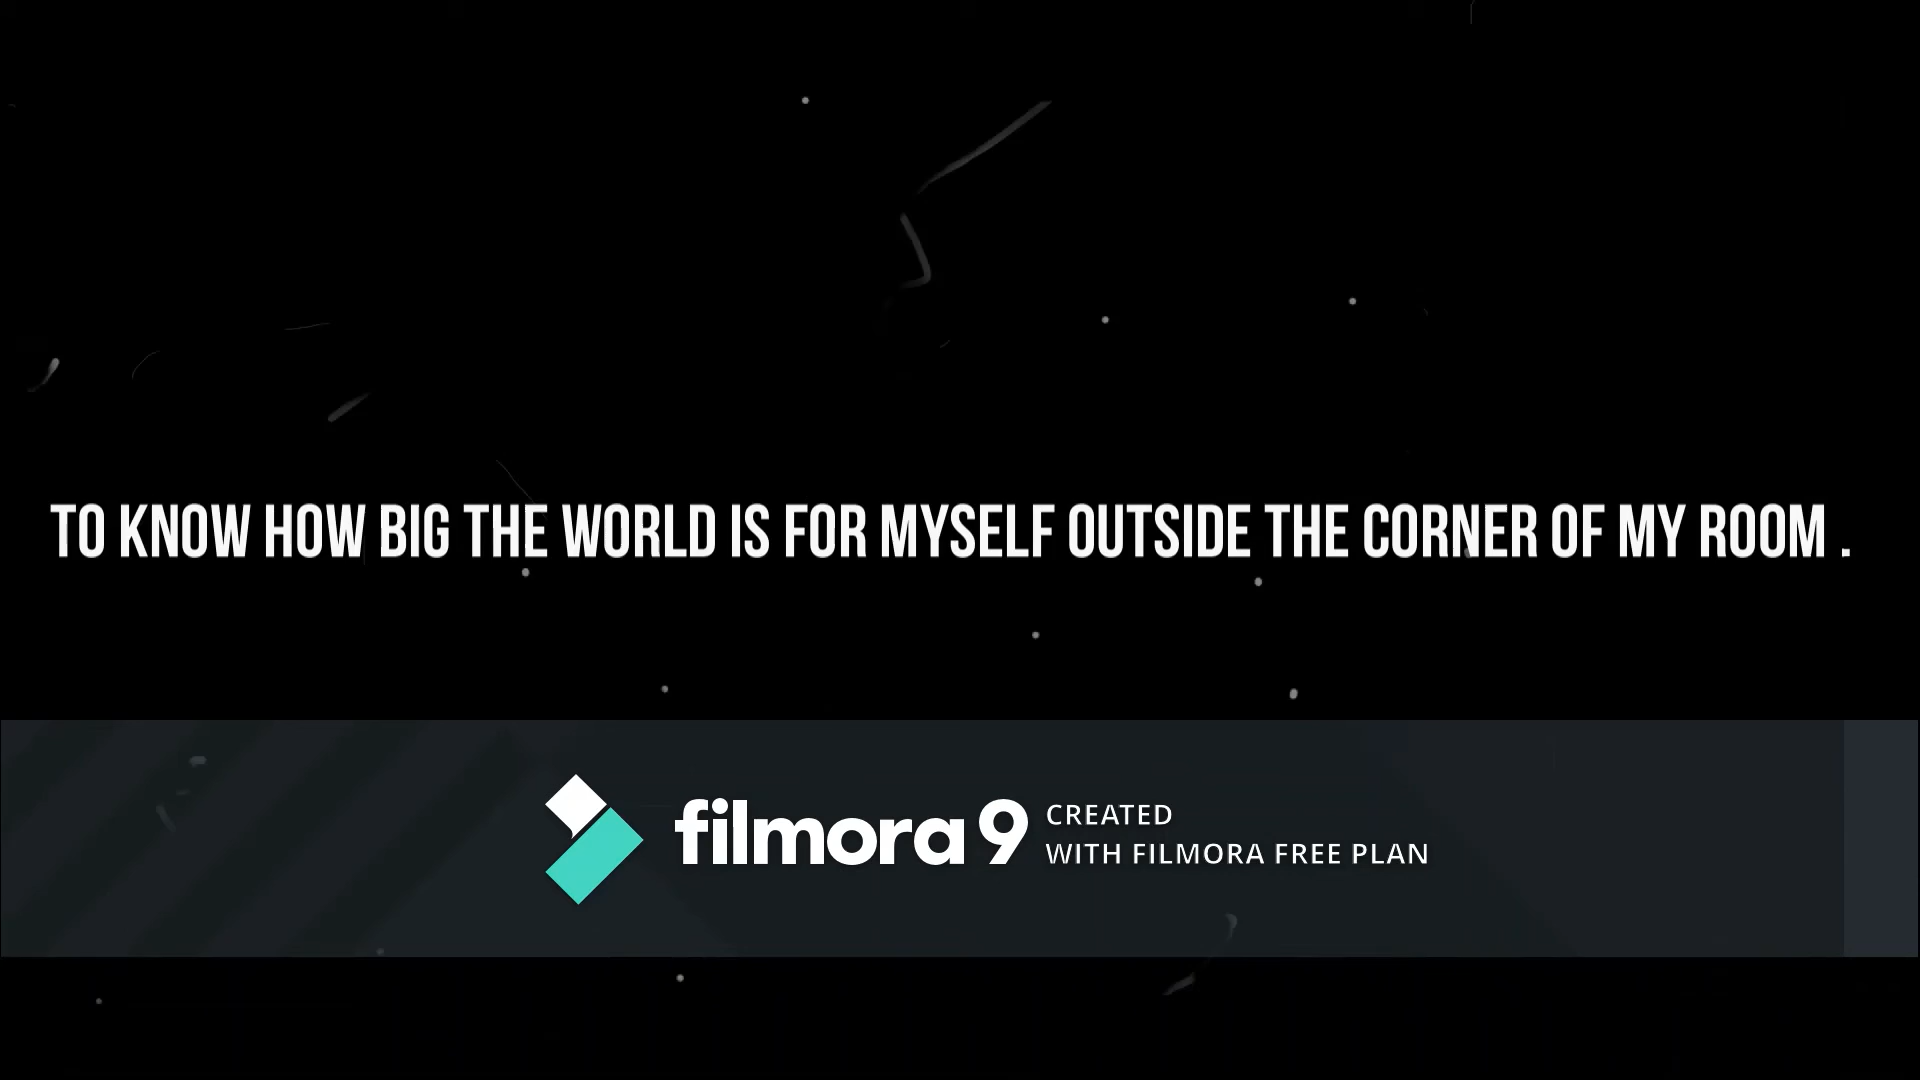 TO KNOW HOW BIG THE WORLD IS FOR MYSELF OUTSIDE THE CORNER OF MY ROOM .
filmora 9 CREATED
WITH FILMORA FREE PLAN